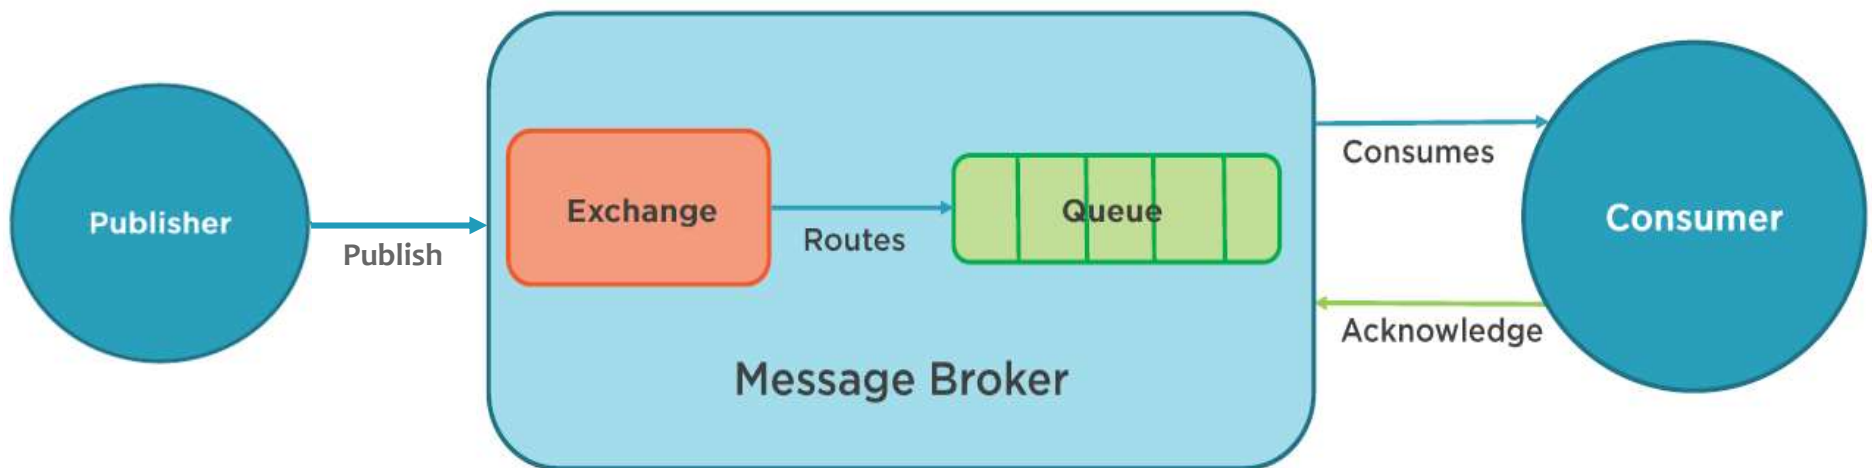 Publisher
Publish
Exchange
Routes
Queue
Message Broker
Consumes
Acknowledge
Consumer